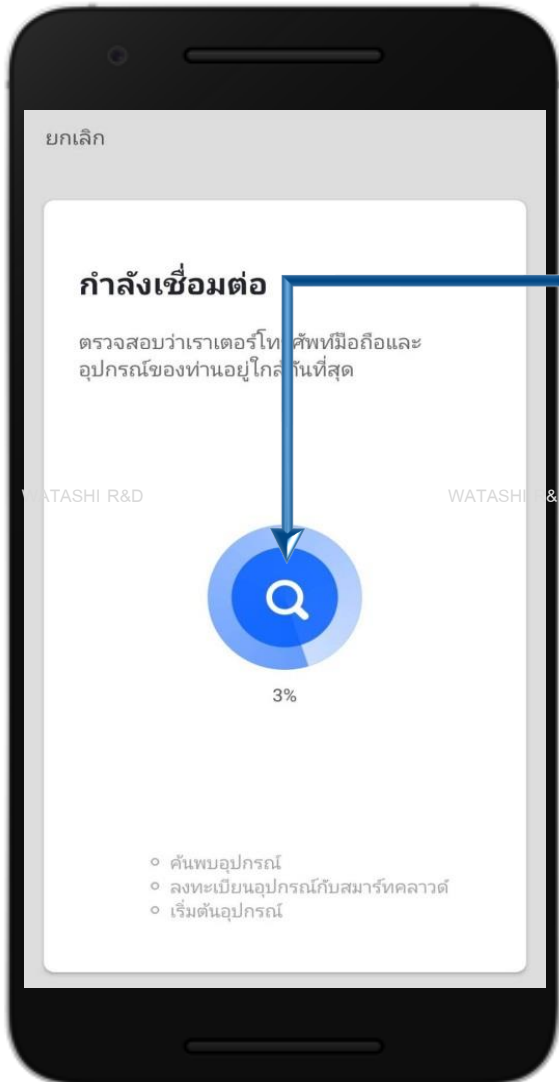 ยกเลิก
กำลังเชื่อมต่อ
ตรวจสอบว่าเราเตอร์โทรศัพท์มือถือและ
อุปกรณ์ของท่านอยู่ใกล้กันที่สุด
WATASHI R&D
WATASHI R&
3%
ค้นพบอุปกรณ์
ลงทะเบียนอุปกรณ์กับสมาร์ทคลาวด์
เริ่มต้นอุปกรณ์